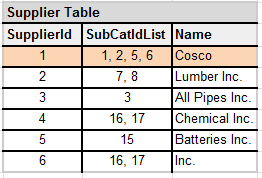 Supplier Table
SupplierId SubCatIdList Name
1 1, 2, 5, 6 Cosco
2 7, 8 Lumber Inc.
3 3 All Pipes Inc.
4 16, 17 Chemical Inc.
5 15 Batteries Inc.
6 16, 17 Inc.